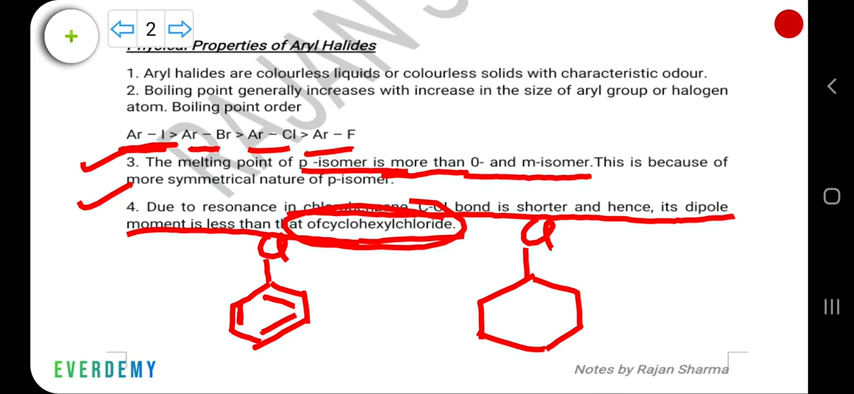 2
Physical Properties of Aryl Halides
1. Aryl halides are colourless liquids or colourless solids with characteristic odour.
2. Boiling point generally increases with increase in the size of aryl group or halogen
atom. Boiling point order
Ar – I > Ar – Br > Ar – Cl > Ar – F
3. The melting point of p -isomer is more than 0- and m-isomer.This is because of
more symmetrical nature of p-isomer.
4. Due to resonance in chlorobenzene, C-Cl bond is shorter and hence, its dipole
moment is less than that ofcyclohexylchloride.
Cl Cl
EVERDEMY
Notes by Rajan Sharma
RAJAN